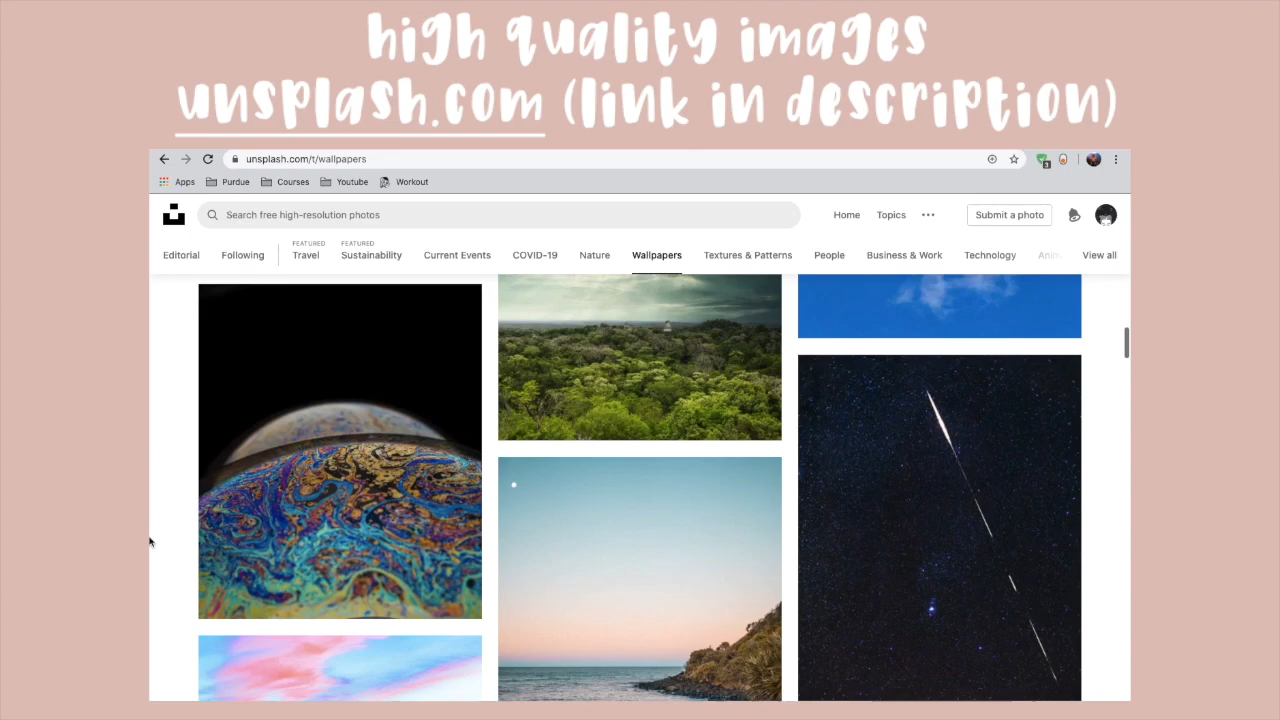 high quality images
unsplash.com (link in description)
unsplash.com/t/wallpapers
3
Apps Purdue Courses Youtube Workout
Search free high-resolution photos
Home Topics ••• Submit a photo
FEATURED FEATURED
Editorial Following Travel Sustainability Current Events COVID-19 Nature Wallpapers Textures & Patterns People Business & Work Technology Anim View all